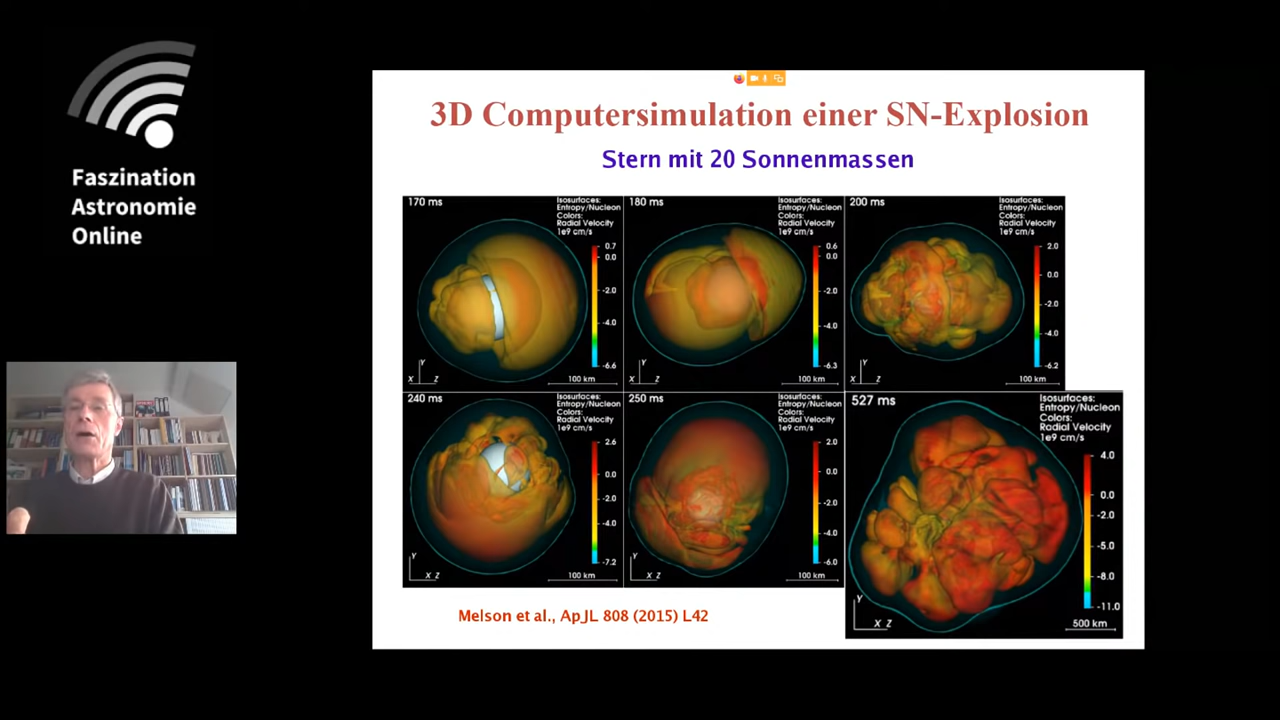 Faszination
Astronomie
Online
3D Computersimulation einer SN-Explosion
Stern mit 20 Sonnenmassen
170 ms
Isosurfaces:
Entropy/Nucleon
Colors:
Radial Velocity
1e9 cm/s
0.7
0.0
-2.0
-4.0
-6.2
Y
X Z
100 km
180 ms
Isosurfaces:
Entropy/Nucleon
Colors:
Radial Velocity
1e9 cm/s
0.6
0.0
-2.0
-4.0
-6.3
Y
X Z
100 km
200 ms
Isosurfaces:
Entropy/Nucleon
Colors:
Radial Velocity
1e9 cm/s
2.0
0.0
-2.0
-4.0
-6.2
Y
X Z
100 km
240 ms
Isosurfaces:
Entropy/Nucleon
Colors:
Radial Velocity
1e9 cm/s
2.6
0.0
-2.0
-4.0
-7.2
Y
X Z
100 km
250 ms
Isosurfaces:
Entropy/Nucleon
Colors:
Radial Velocity
1e9 cm/s
2.0
0.0
-2.0
-4.0
-6.0
Y
X Z
100 km
527 ms
Isosurfaces:
Entropy/Nucleon
Colors:
Radial Velocity
1e9 cm/s
4.0
0.0
-2.0
-5.0
-8.0
-11.0
Y
X Z
500 km
Melson et al., ApJL 808 (2015) L42